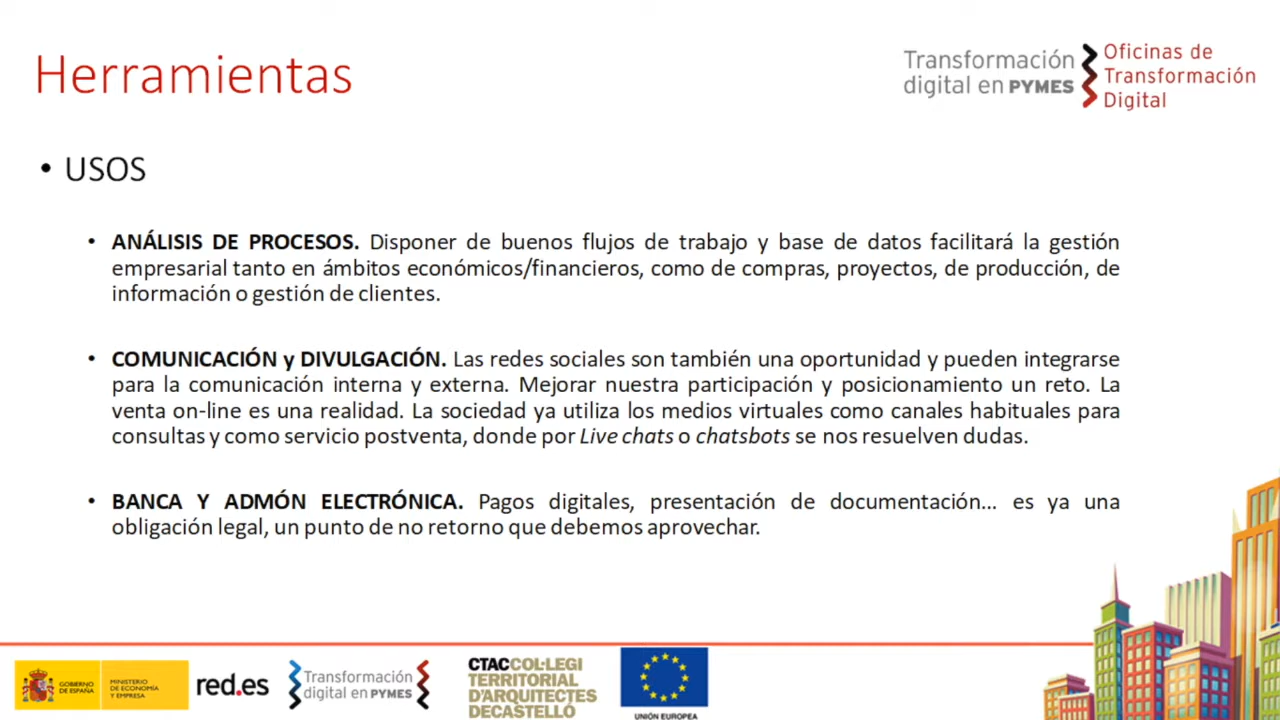 Herramientas
Transformación
digital en PYMES
Oficinas de
Transformación
Digital
• USOS
• ANÁLISIS DE PROCESOS. Disponer de buenos flujos de trabajo y base de datos facilitará la gestión
empresarial tanto en ámbitos económicos/financieros, como de compras, proyectos, de producción, de
información o gestión de clientes.
• COMUNICACIÓN y DIVULGACIÓN. Las redes sociales son también una oportunidad y pueden integrarse
para la comunicación interna y externa. Mejorar nuestra participación y posicionamiento un reto. La
venta on-line es una realidad. La sociedad ya utiliza los medios virtuales como canales habituales para
consultas y como servicio postventa, donde por Live chats o chatsbots se nos resuelven dudas.
• BANCA Y ADMÓN ELECTRÓNICA. Pagos digitales, presentación de documentación... es ya una
obligación legal, un punto de no retorno que debemos aprovechar.
GOBIERNO
DE ESPAÑA
MINISTERIO
DE ECONOMÍA
Y EMPRESA
red.es
Transformación
digital en PYMES
CTACCOL·LEGI
TERRITORIAL
D'ARQUITECTES
DECASTELLÓ
UNIÓN EUROPEA